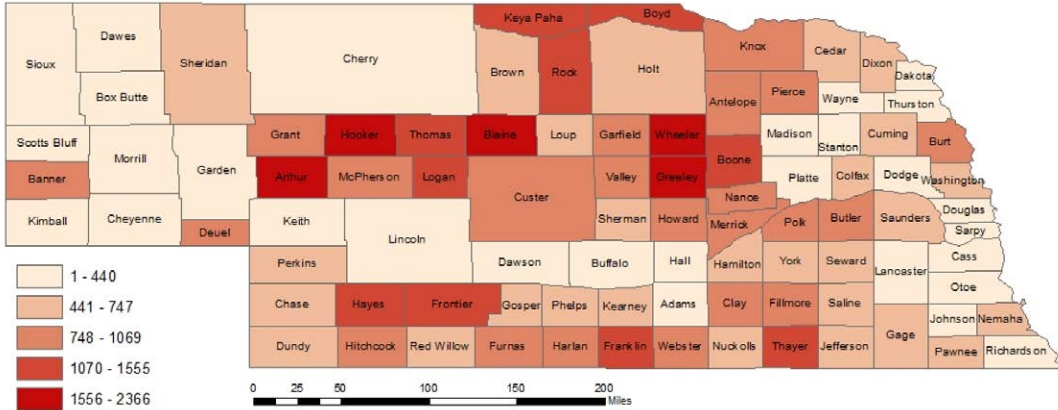 Keya Paha Boyd
Dawes Knox Cedar
Sioux Sheridan Cherry Brown Rock Holt Dixon
Dakota
Box Butte Antelope Pierce Wayne
Thurston
Scotts Bluff Grant Hooker Thomas Blaine Loup Garfield Wheeler Madison Stanton Cuming Burt
Morrill Garden Boone
Banner Arthur McPherson Logan Custer Valley Greeley Platte Colfax Dodge Washington
Nance
Kimball Cheyenne Keith Sherman Howard Merrick Polk Butler Saunders Douglas
Deuel Lincoln Sarpy
Perkins Dawson Buffalo Hall Hamilton York Seward Lancaster Cass
Otoe
Chase Hayes Frontier Gosper Phelps Kearney Adams Clay Fillmore Saline
Johnson Nemaha
Dundy Hitchcock Red Willow Furnas Harlan Franklin Webster Nuckolls Thayer Jefferson Gage Pawnee Richardson
1 - 440
441 - 747
748 - 1069
1070 - 1555
1556 - 2366
0 25 50 100 150 200
Miles